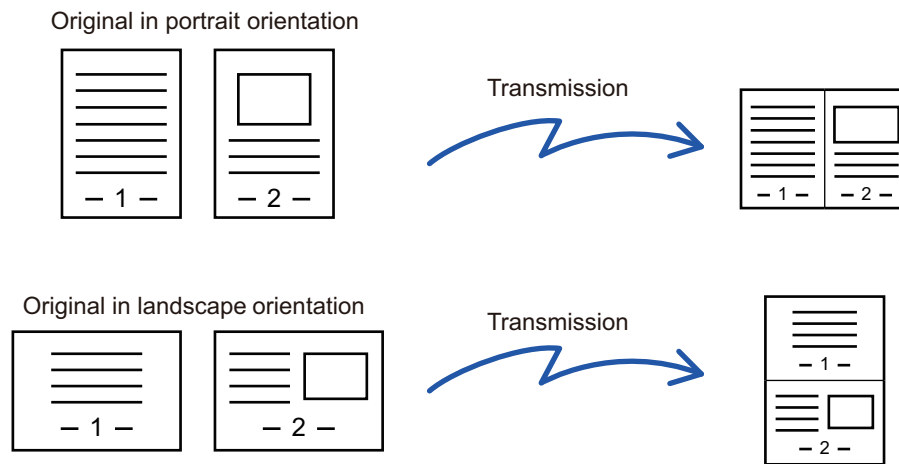 Original in portrait orientation
Transmission
– 1 –
– 2 –
– 1 –
– 2 –
Original in landscape orientation
Transmission
– 1 –
– 2 –
– 1 –
– 2 –